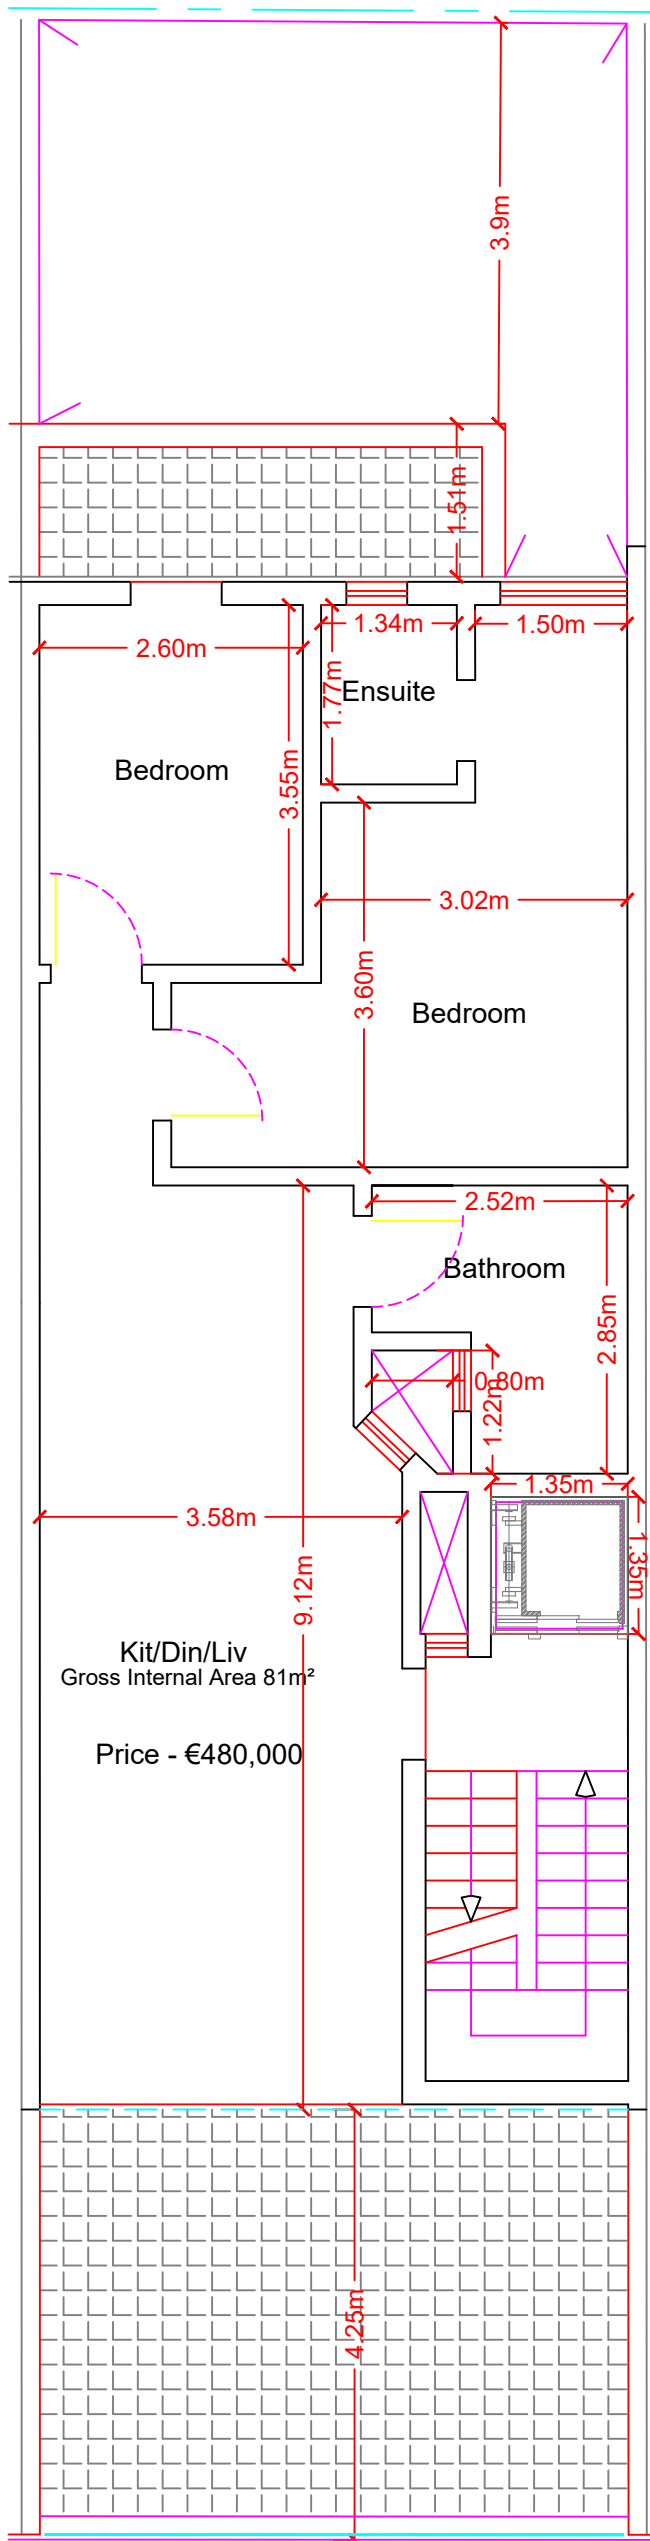 3.9m
1.51m
1.34m
1.50m
2.60m
1.77m
Ensuite
Bedroom
3.55m
3.02m
3.60m
Bedroom
2.52m
Bathroom
2.85m
0.80m
1.22m
1.35m
3.58m
1.35m
9.12m
Kit/Din/Liv
Gross Internal Area 81m²
Price - €480,000
4.25m